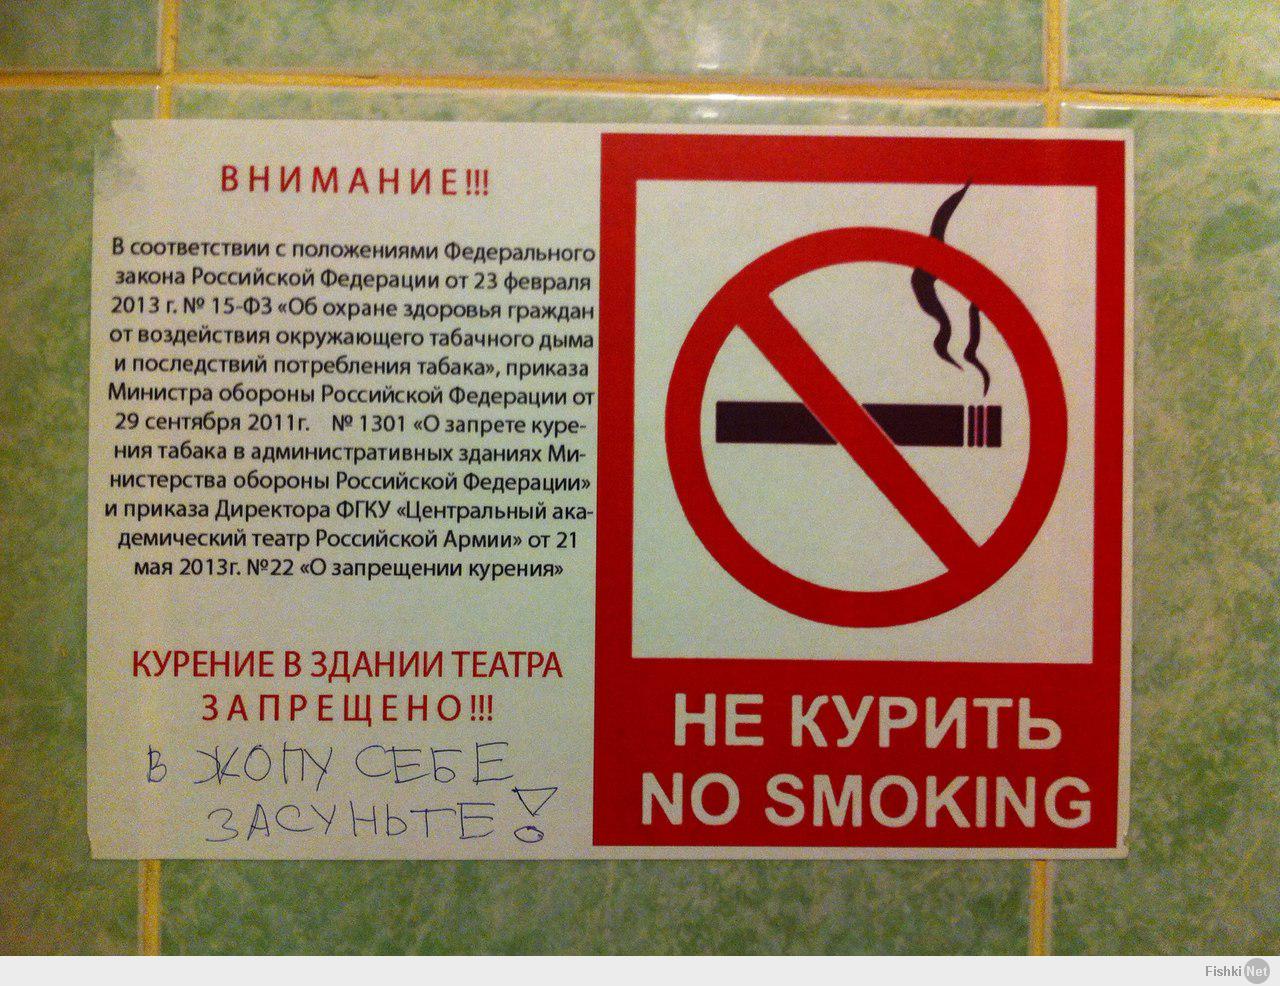 ВНИМАНИЕ!!!
В соответствии с положениями Федерального
закона Российской Федерации от 23 февраля
2013 г. № 15-ФЗ «Об охране здоровья граждан
от воздействия окружающего табачного дыма
и последствий потребления табака», приказа
Министра обороны Российской Федерации от
29 сентября 2011г. № 1301 «О запрете куре-
ния табака в административных зданиях Ми-
нистерства обороны Российской Федерации»
и приказа Директора ФГКУ «Центральный ака-
демический театр Российской Армии» от 21
мая 2013г. №22 «О запрещении курения»
КУРЕНИЕ В ЗДАНИИ ТЕАТРА
ЗАПРЕЩЕНО!!!
В ЖОПУ СЕБЕ
ЗАСУНЬТЕ!
НЕ КУРИТЬ
NO SMOKING
Fishki Net